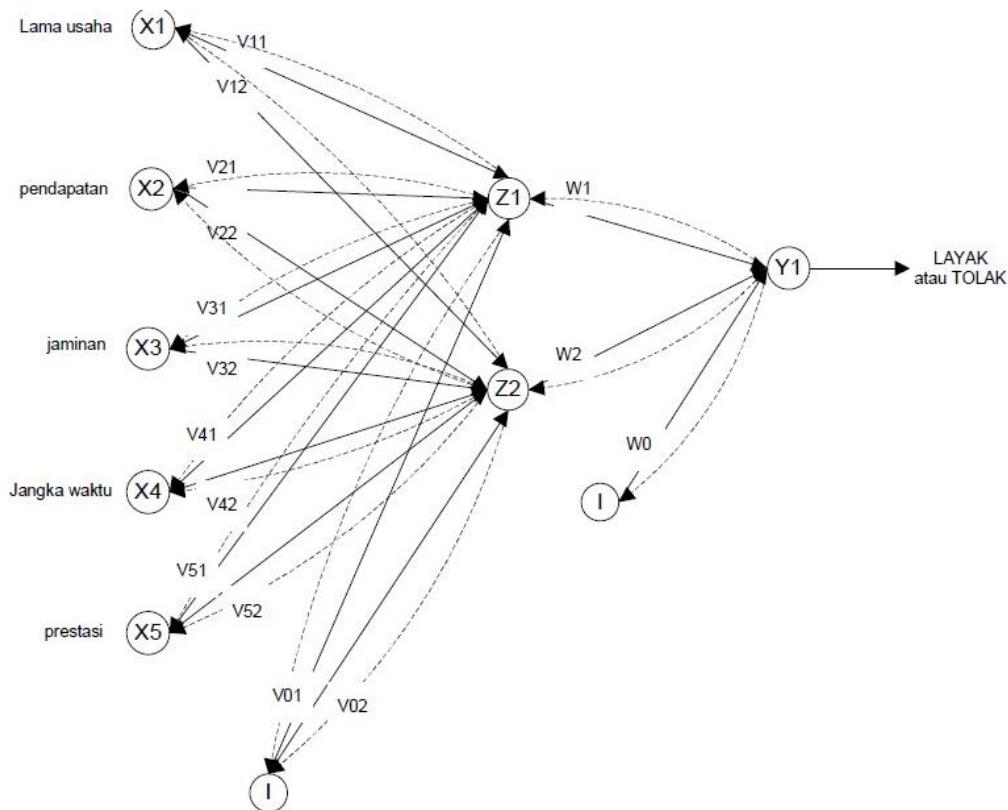 Lama usaha
X1
V11
V12
pendapatan
X2
V21
V22
Z1
W1
Y1
LAYAK
atau TOLAK
jaminan
X3
V31
V32
Z2
W2
W0
I
Jangka waktu
X4
V41
V42
prestasi
X5
V51
V52
V01
V02
I